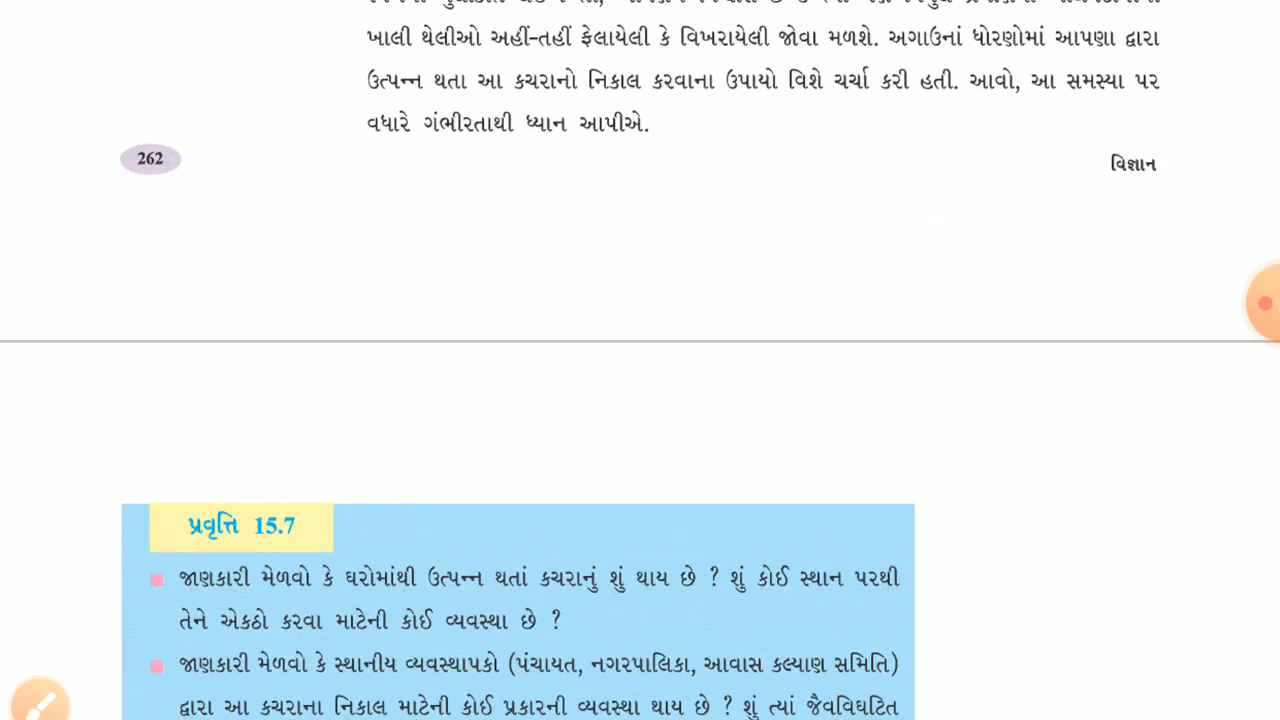 ખાલી થેલીઓ અહીં-તહીં ફેલાયેલી કે વિખરાયેલી જોવા મળશે. અગાઉનાં ધોરણોમાં આપણા દ્વારા
ઉત્પન્ન થતા આ કચરાનો નિકાલ કરવાના ઉપાયો વિશે ચર્ચા કરી હતી. આવો, આ સમસ્યા પર
વધારે ગંભીરતાથી ધ્યાન આપીએ.
262
વિજ્ઞાન
પ્રવૃત્તિ 15.7
જાણકારી મેળવો કે ઘરોમાંથી ઉત્પન્ન થતાં કચરાનું શું થાય છે ? શું કોઈ સ્થાન પરથી
તેને એકઠો કરવા માટેની કોઈ વ્યવસ્થા છે ?
જાણકારી મેળવો કે સ્થાનીય વ્યવસ્થાપકો (પંચાયત, નગરપાલિકા, આવાસ કલ્યાણ સમિતિ)
દ્વારા આ કચરાના નિકાલ માટેની કોઈ પ્રકારની વ્યવસ્થા થાય છે ? શું ત્યાં જૈવવિઘટિત